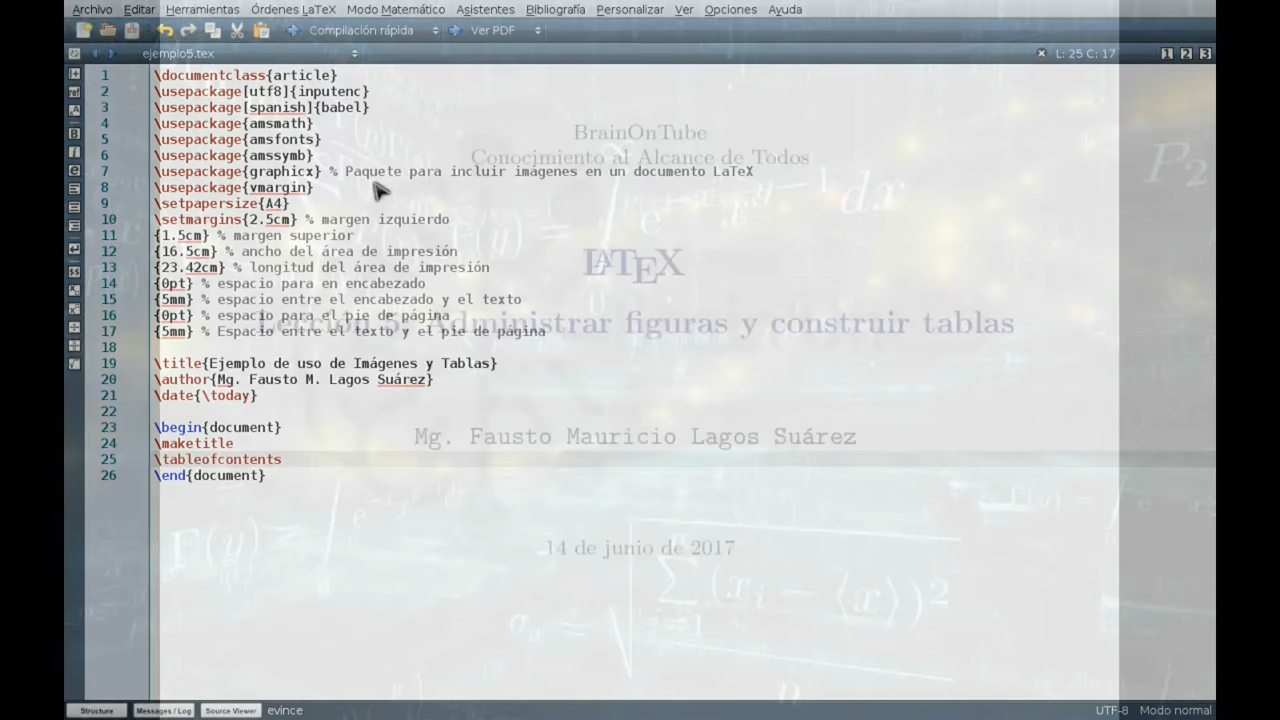 Archivo Editar Herramientas Órdenes LaTeX Modo Matemático Asistentes Bibliografía Personalizar Ver Opciones Ayuda
Compilación rápida Ver PDF
ejemplo5.tex L: 25 C: 17 1 2 3
1 \documentclass{article}
2 \usepackage[utf8]{inputenc}
3 \usepackage[spanish]{babel}
4 \usepackage{amsmath}
5 \usepackage{amsfonts}
6 \usepackage{amssymb}
7 \usepackage{graphicx} % Paquete para incluir imágenes en un documento LaTeX
8 \usepackage{vmargin}
9 \setpapersize{A4}
10 \setmargins{2.5cm} % margen izquierdo
11 {1.5cm} % margen superior
12 {16.5cm} % ancho del área de impresión
13 {23.42cm} % longitud del área de impresión
14 {0pt} % espacio para en encabezado
15 {5mm} % espacio entre el encabezado y el texto
16 {0pt} % espacio para el pie de página
17 {5mm} % Espacio entre el texto y el pie de página
18
19 \title{Ejemplo de uso de Imágenes y Tablas}
20 \author{Mg. Fausto M. Lagos Suárez}
21 \date{\today}
22
23 \begin{document}
24 \maketitle
25 \tableofcontents
26 \end{document}
BrainOnTube
Conocimiento al Alcance de Todos
LATEX
Administrar figuras y construir tablas
Mg. Fausto Mauricio Lagos Suárez
14 de junio de 2017
Structure Messages / Log Source Viewer evince UTF-8 Modo normal